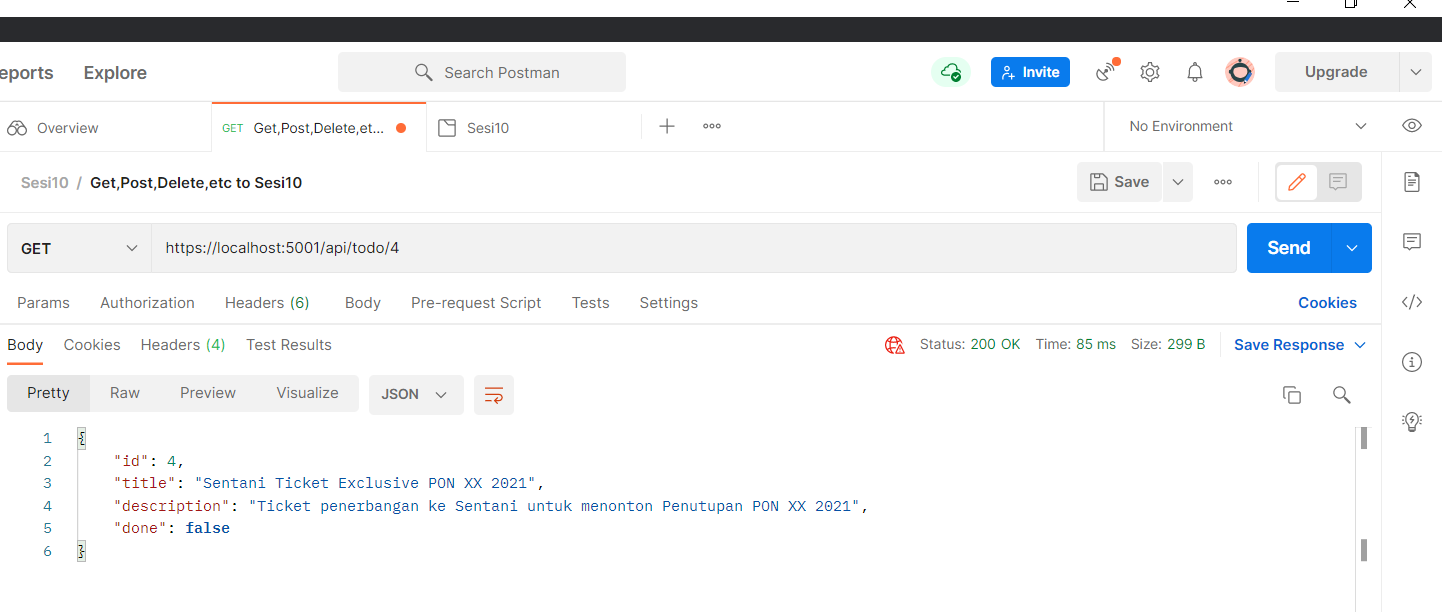 eports Explore Search Postman Invite Upgrade
Overview GET Get,Post,Delete,et... Sesi10 No Environment
Sesi10 / Get,Post,Delete,etc to Sesi10 Save
GET https://localhost:5001/api/todo/4 Send
Params Authorization Headers (6) Body Pre-request Script Tests Settings Cookies
Body Cookies Headers (4) Test Results Status: 200 OK Time: 85 ms Size: 299 B Save Response
Pretty Raw Preview Visualize JSON
1 {
2 "id": 4,
3 "title": "Sentani Ticket Exclusive PON XX 2021",
4 "description": "Ticket penerbangan ke Sentani untuk menonton Penutupan PON XX 2021",
5 "done": false
6 }